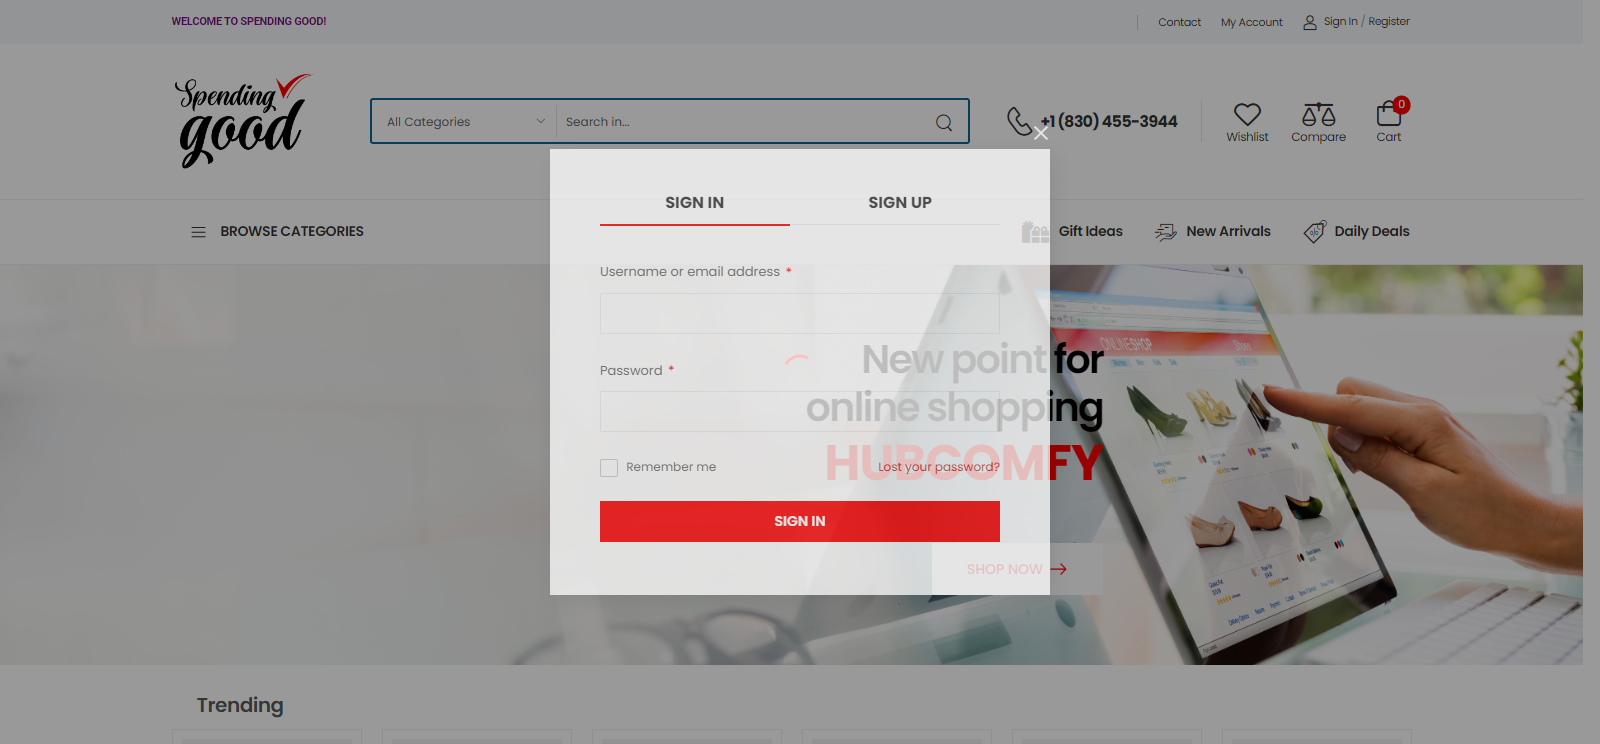 WELCOME TO SPENDING GOOD!
Contact
My Account
Sign In / Register
Spending
good
All Categories
Search in...
+1 (830) 455-3944
Wishlist
Compare
0
Cart
SIGN IN
SIGN UP
BROWSE CATEGORIES
Gift Ideas
New Arrivals
Daily Deals
Username or email address *
Password *
Remember me
Lost your password?
SIGN IN
New point for
online shopping
HUBCOMFY
SHOP NOW
ONLINESHOP
Shoes
Trending